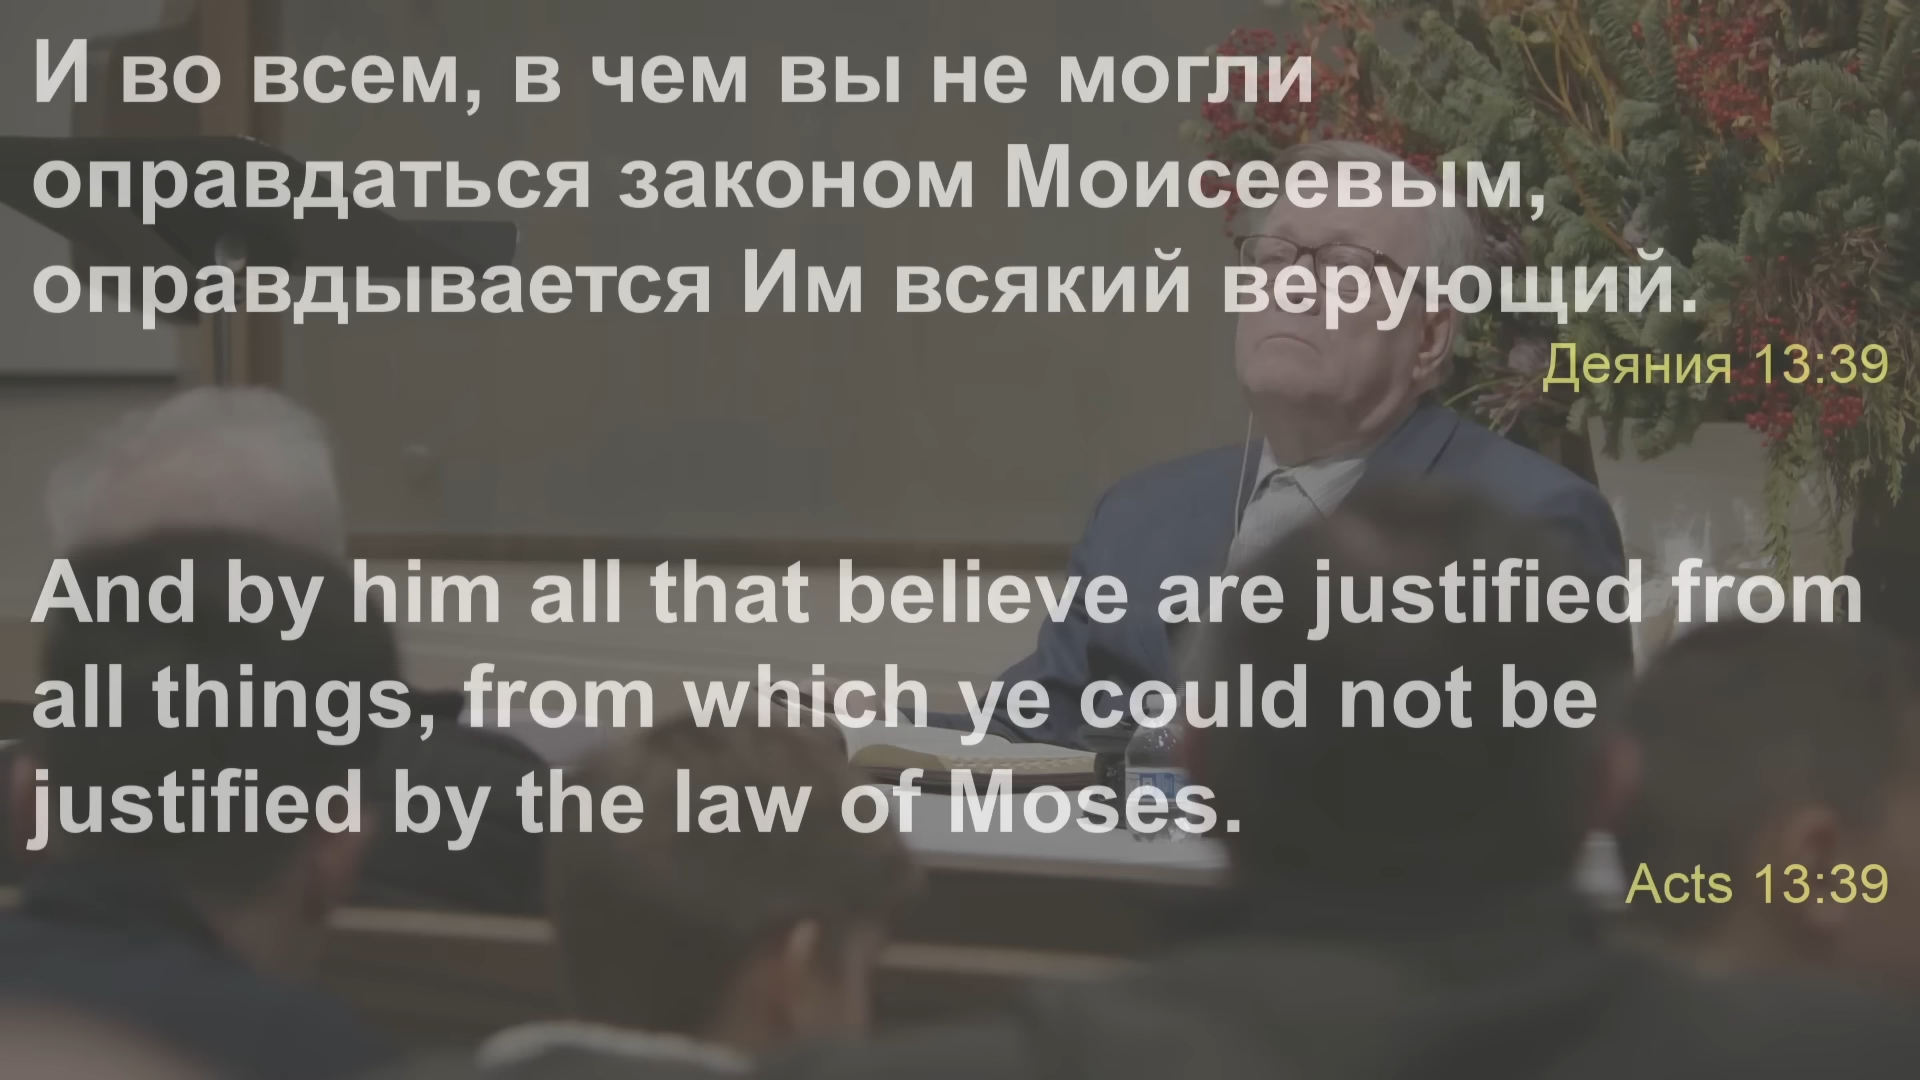 И во всем, в чем вы не могли
оправдаться законом Моисеевым,
оправдывается Им всякий верующий.
Деяния 13:39
And by him all that believe are justified from
all things, from which ye could not be
justified by the law of Moses.
Acts 13:39